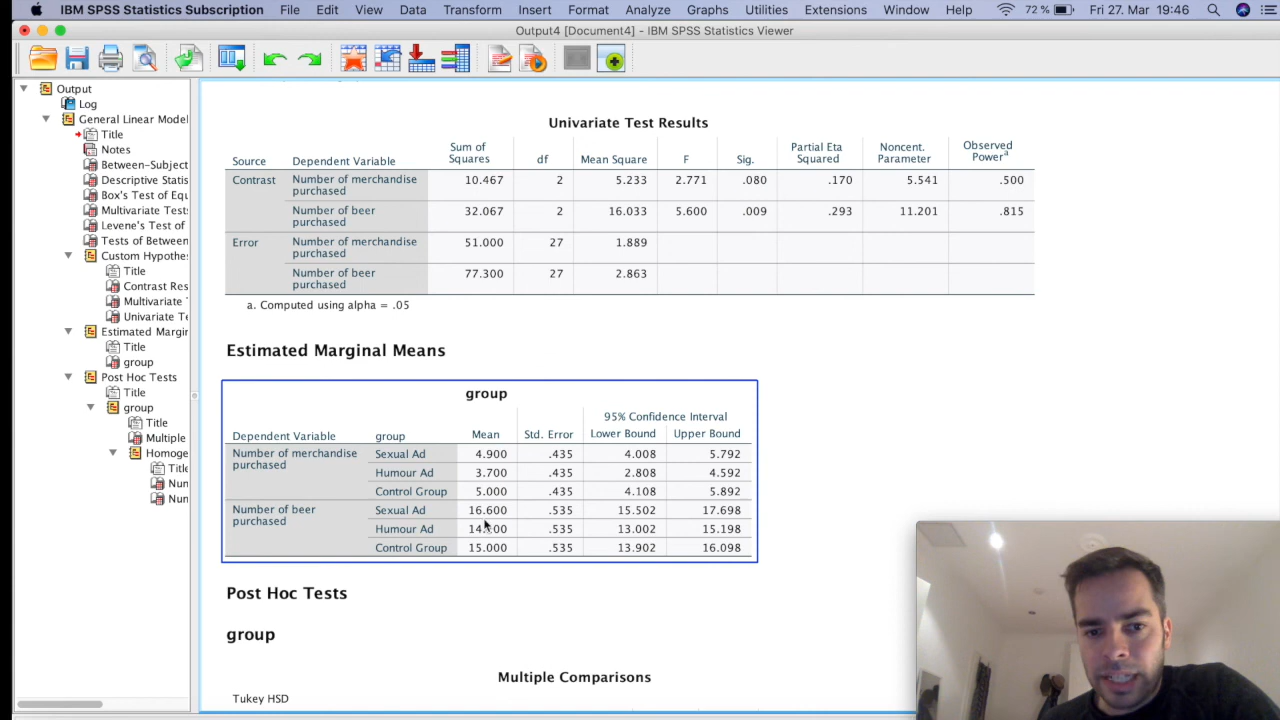 IBM SPSS Statistics Subscription File Edit View Data Transform Insert Format Analyze Graphs Utilities Extensions Window Help 72 % Fri 27. Mar 19:46
Output4 [Document4] - IBM SPSS Statistics Viewer
Output
Log
General Linear Model
Title
Notes
Between-Subject
Descriptive Statis
Box's Test of Equ
Multivariate Tests
Levene's Test of
Tests of Between
Custom Hypothe
Title
Contrast Res
Multivariate
Univariate Te
Estimated Margin
Title
group
Post Hoc Tests
Title
group
Title
Multiple
Homoge
Title
Num
Num
Univariate Test Results
Source Dependent Variable Sum of Squares df Mean Square F Sig. Partial Eta Squared Noncent. Parameter Observed Power a
Contrast Number of merchandise purchased 10.467 2 5.233 2.771 .080 .170 5.541 .500
Number of beer purchased 32.067 2 16.033 5.600 .009 .293 11.201 .815
Error Number of merchandise purchased 51.000 27 1.889
Number of beer purchased 77.300 27 2.863
a. Computed using alpha = .05
Estimated Marginal Means
group
95% Confidence Interval
Dependent Variable group Mean Std. Error Lower Bound Upper Bound
Number of merchandise purchased Sexual Ad 4.900 .435 4.008 5.792
Humour Ad 3.700 .435 2.808 4.592
Control Group 5.000 .435 4.108 5.892
Number of beer purchased Sexual Ad 16.600 .535 15.502 17.698
Humour Ad .535 13.002 15.198
Control Group 15.000 .535 13.902 16.098
Post Hoc Tests
group
Multiple Comparisons
Tukey HSD